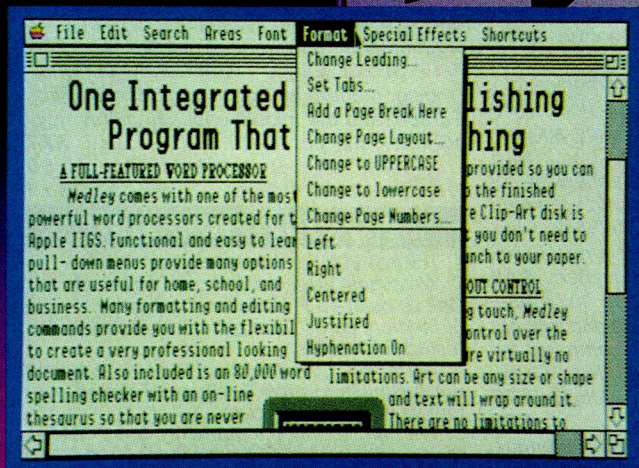 File Edit Search Areas Font Format Special Effects Shortcuts
Change Leading...
Set Tabs...
Add a Page Break Here
Change Page Layout...
Change to UPPERCASE
Change to lowercase
Change Page Numbers...
Left
Right
Centered
Justified
Hyphenation On
One Integrated
Program That
A FULL-FEATURED WORD PROCESSOR
Medley comes with one of the most
powerful word processors created for
Apple IIGS. Functional and easy to
pull-down menus provide many options
that are useful for home, school, and
business. Many formatting and editing
commands provide you with the
to create a very professional looking
document. Also included is an 80,000 word
spelling checker with an on-line
thesaurus so that you are never
lishing
hing
provided so you can
the finished
Clip-Art disk is
you don't need to
to your paper.
OUT CONTROL
touch, Medley
over the
virtually no
limitations. Art can be any size or shape
and text will wrap around it.
There are no limitations to